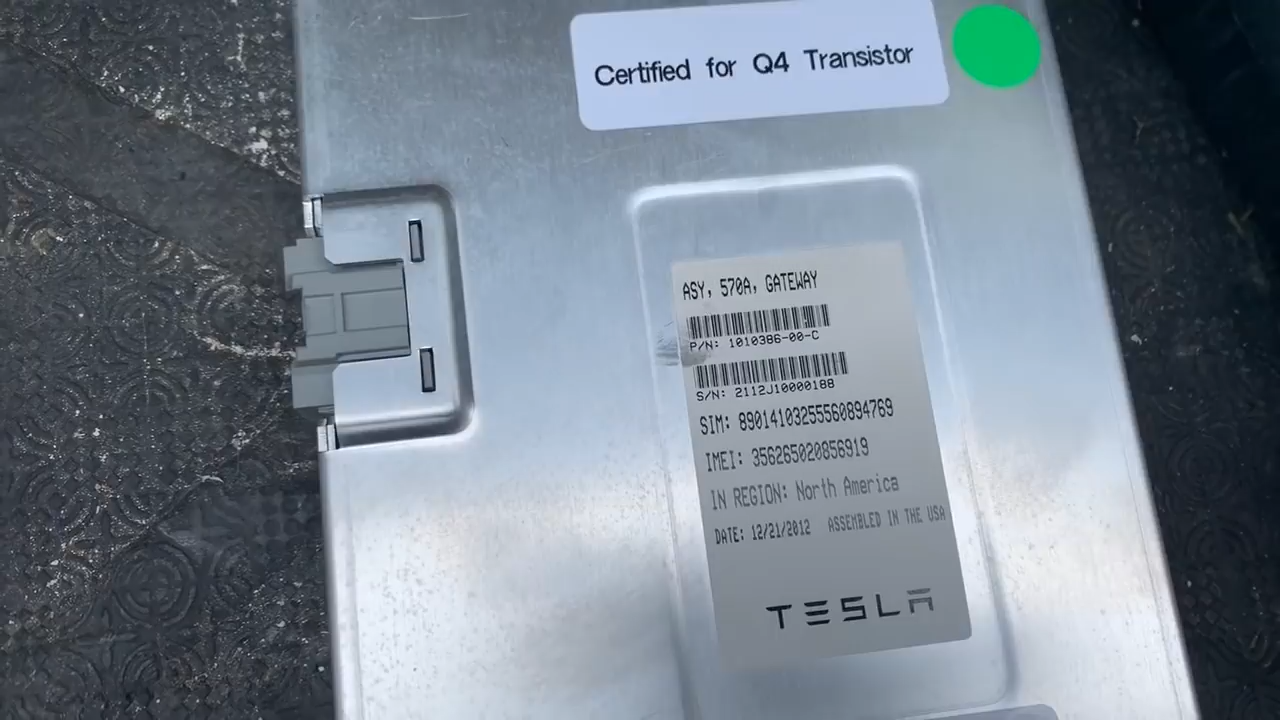 Certified for Q4 Transistor
ASY, 570A, GATEWAY
P/N: 1010386-00-C
S/N: 2112J10000188
SIM: 89014103255560894769
IMEI: 356265020856919
IN REGION: North America
DATE: 12/21/2012 ASSEMBLED IN THE USA
TESLA